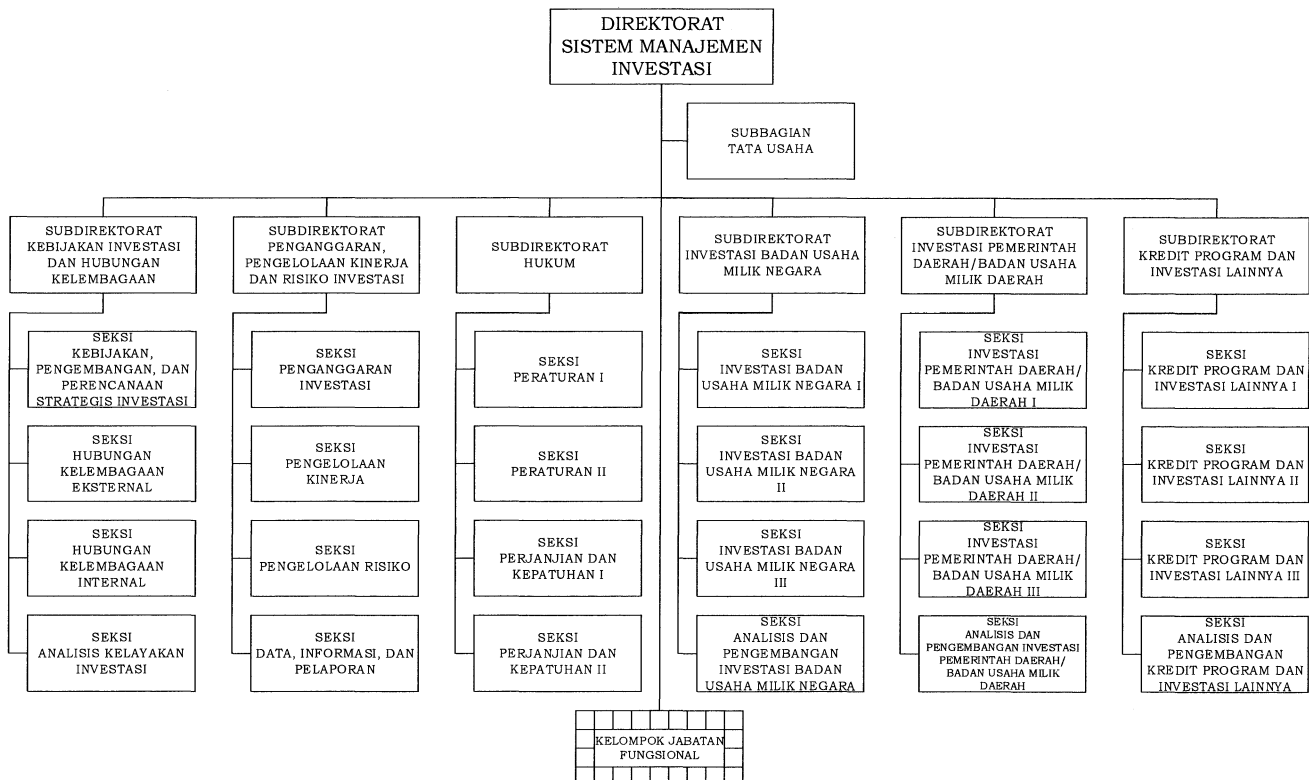 DIREKTORAT
SISTEM MANAJEMEN
INVESTASI
SUBBAGIAN
TATA USAHA
SUBDIREKTORAT
KEBIJAKAN INVESTASI
DAN HUBUNGAN
KELEMBAGAAN
SUBDIREKTORAT
PENGANGGARAN,
PENGELOLAAN KINERJA
DAN RISIKO INVESTASI
SUBDIREKTORAT
HUKUM
SUBDIREKTORAT
INVESTASI BADAN USAHA
MILIK NEGARA
SUBDIREKTORAT
INVESTASI PEMERINTAH
DAERAH/BADAN USAHA
MILIK DAERAH
SUBDIREKTORAT
KREDIT PROGRAM DAN
INVESTASI LAINNYA
SEKSI
KEBIJAKAN,
PENGEMBANGAN, DAN
PERENCANAAN
STRATEGIS INVESTASI
SEKSI
PENGANGGARAN
INVESTASI
SEKSI
PERATURAN I
SEKSI
INVESTASI BADAN
USAHA MILIK NEGARA I
SEKSI
INVESTASI
PEMERINTAH DAERAH/
BADAN USAHA MILIK
DAERAH I
SEKSI
KREDIT PROGRAM DAN
INVESTASI LAINNYA I
SEKSI
HUBUNGAN
KELEMBAGAAN
EKSTERNAL
SEKSI
PENGELOLAAN
KINERJA
SEKSI
PERATURAN II
SEKSI
INVESTASI BADAN
USAHA MILIK NEGARA
II
SEKSI
INVESTASI
PEMERINTAH DAERAH/
BADAN USAHA MILIK
DAERAH II
SEKSI
KREDIT PROGRAM DAN
INVESTASI LAINNYA II
SEKSI
HUBUNGAN
KELEMBAGAAN
INTERNAL
SEKSI
PENGELOLAAN RISIKO
SEKSI
PERJANJIAN DAN
KEPATUHAN I
SEKSI
INVESTASI BADAN
USAHA MILIK NEGARA
III
SEKSI
INVESTASI
PEMERINTAH DAERAH/
BADAN USAHA MILIK
DAERAH III
SEKSI
KREDIT PROGRAM DAN
INVESTASI LAINNYA III
SEKSI
ANALISIS KELAYAKAN
INVESTASI
SEKSI
DATA, INFORMASI, DAN
PELAPORAN
SEKSI
PERJANJIAN DAN
KEPATUHAN II
SEKSI
ANALISIS DAN
PENGEMBANGAN
INVESTASI BADAN
USAHA MILIK NEGARA
SEKSI
ANALISIS DAN
PENGEMBANGAN INVESTASI
PEMERINTAH DAERAH/
BADAN USAHA MILIK
DAERAH
SEKSI
ANALISIS DAN
PENGEMBANGAN
KREDIT PROGRAM DAN
INVESTASI LAINNYA
KELOMPOK JABATAN
FUNGSIONAL